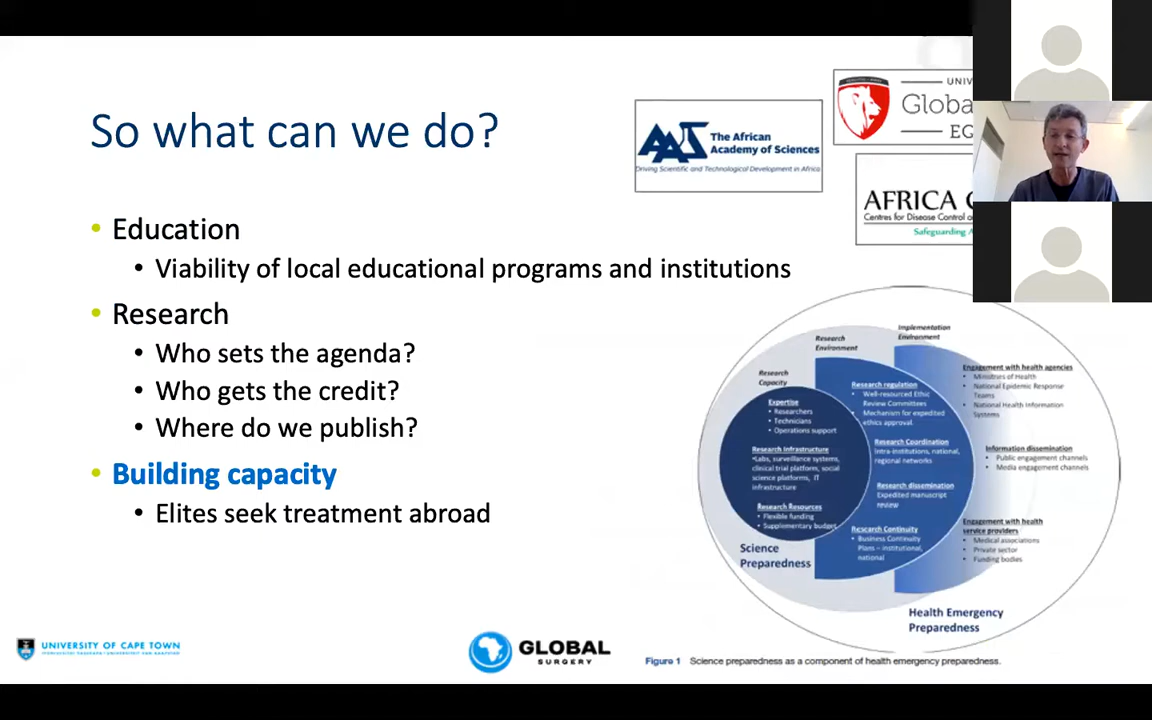 So what can we do?
The African
Academy of Sciences
Driving Scientific and Technological Development in Africa
UNIV
Globa
EG
AFRICA C
Centres for Disease Control a
Safeguarding A
• Education
• Viability of local educational programs and institutions
• Research
• Who sets the agenda?
• Who gets the credit?
• Where do we publish?
• Building capacity
• Elites seek treatment abroad
Research
Capacity
Expertise
• Researchers
• Technicians
• Operations support
Research Infrastructure
•Labs, surveillance systems,
clinical trial platform, social
science platforms, IT
infrastructure
Research Resources
• Flexible funding
• Supplementary budget
Science
Preparedness
Research
Environment
Research regulation
• Well-resourced Ethic
Review Committees
• Mechanism for expedited
ethics approval.
Research Coordination
Intra-institutions, national,
regional networks
Research dissemination
Expedited manuscript
review
Research Continuity
• Business Continuity
Plans – institutional,
national
Implementation
Environment
Engagement with health agencies
• Ministries of Health
• National Epidemic Response
Teams
• National Health Information
Systems
Information dissemination
• Public engagement channels
• Media engagement channels
Engagement with health
service providers
• Medical associations
• Private sector
• Funding bodies
Health Emergency
Preparedness
UNIVERSITY OF CAPE TOWN
GLOBAL
SURGERY
Figure 1 Science preparedness as a component of health emergency preparedness.